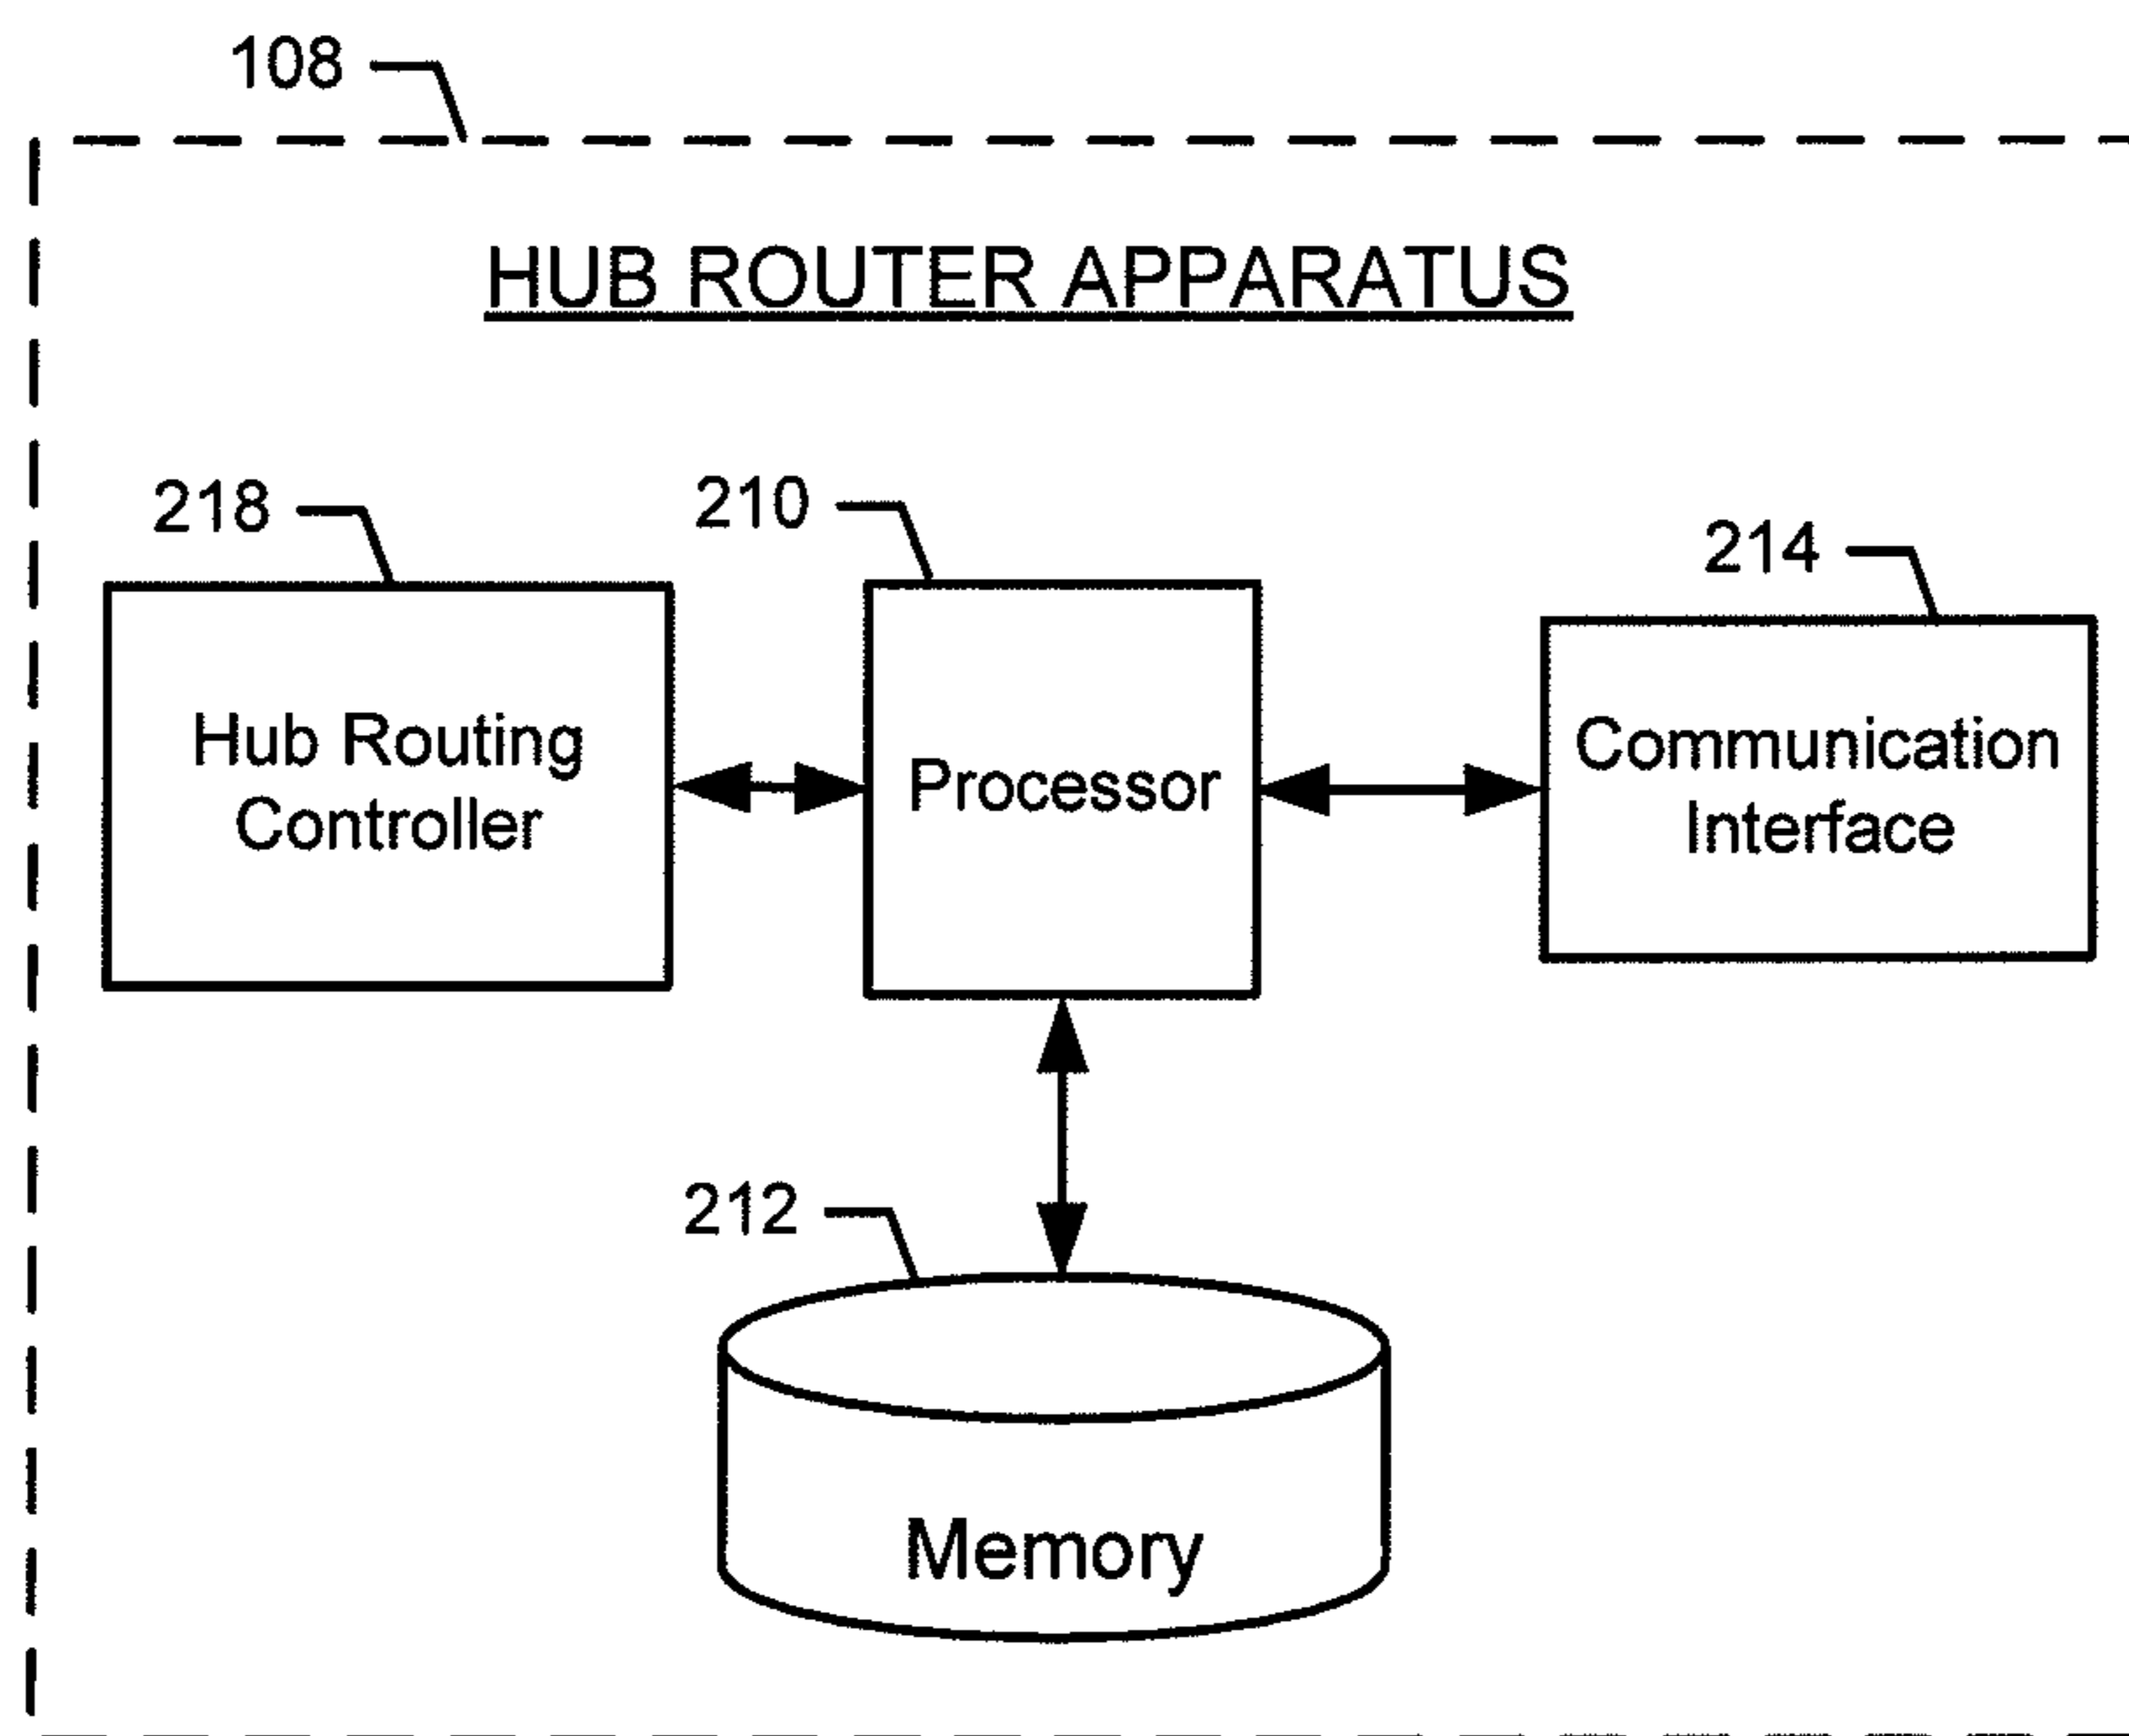 108
HUB ROUTER APPARATUS
218
210
214
Hub Routing
Controller
Processor
Communication
Interface
212
Memory